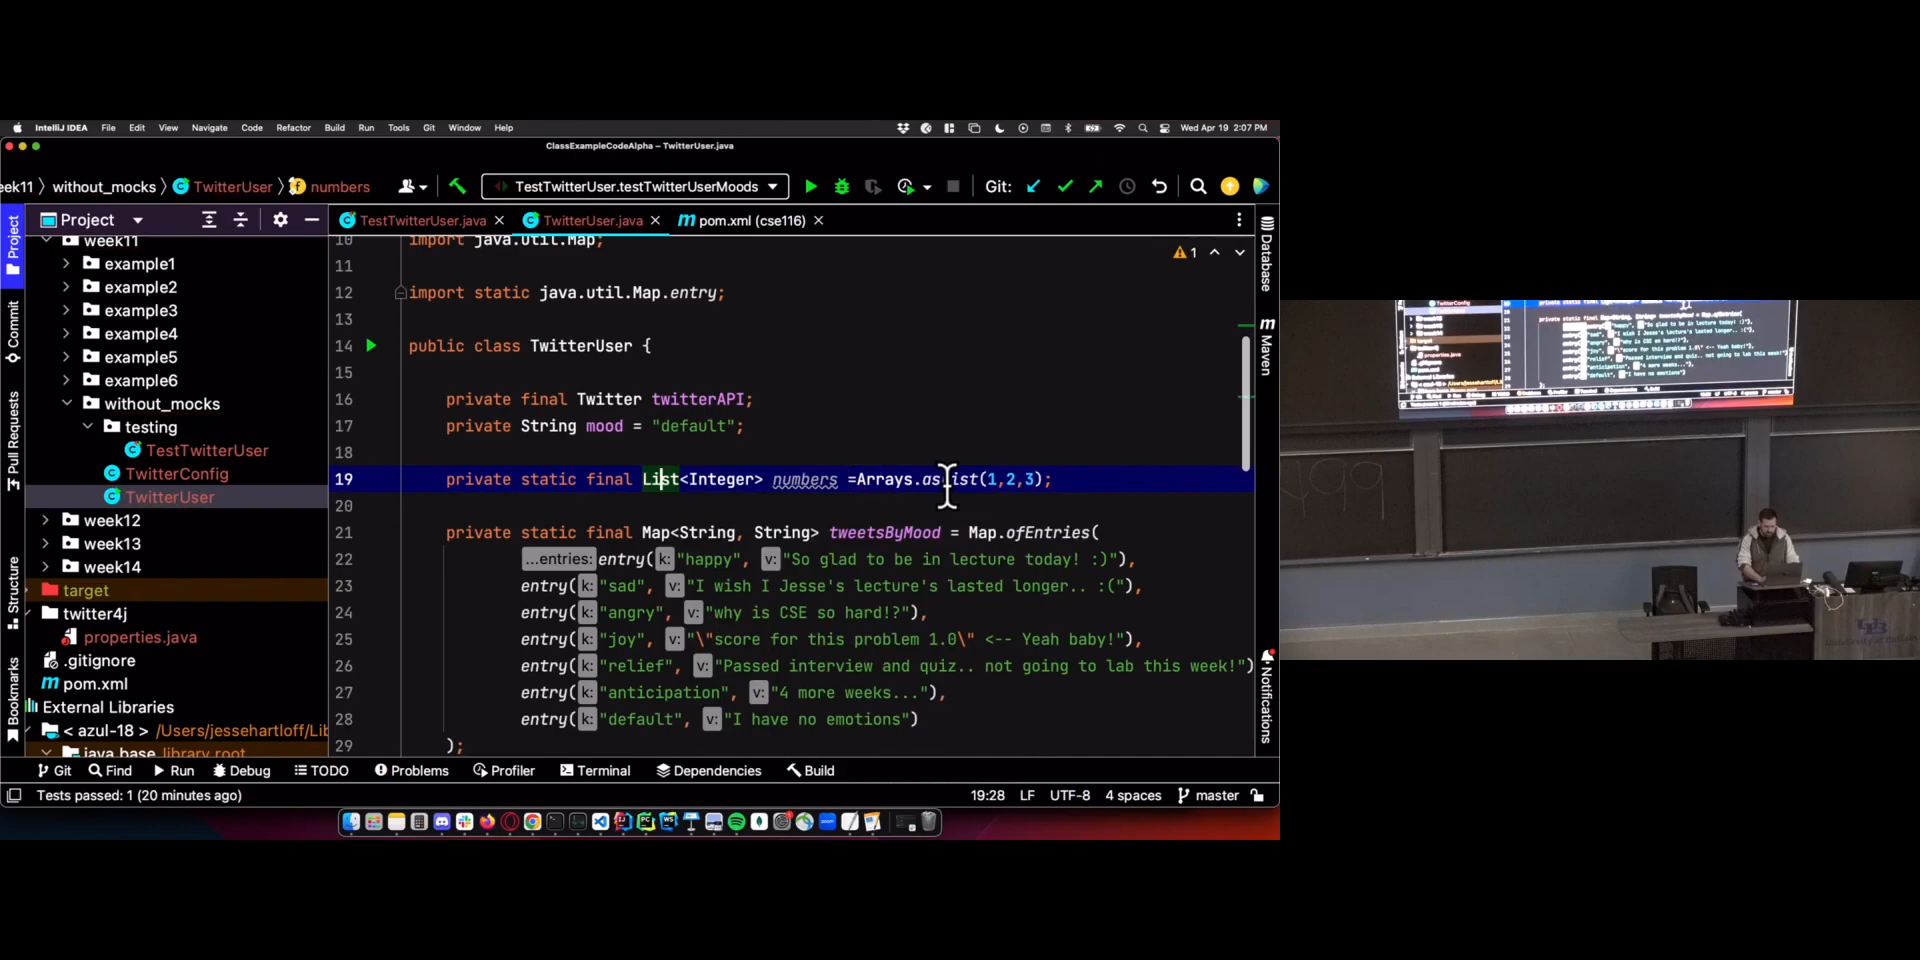 IntelliJ IDEA File Edit View Navigate Code Refactor Build Run Tools Git Window Help Wed Apr 19 2:07 PM
ClassExampleCodeAlpha – TwitterUser.java
eek11 without_mocks TwitterUser numbers TestTwitterUser.testTwitterUserMoods Git:
Project TestTwitterUser.java TwitterUser.java pom.xml (cse116)
Project
Commit
Pull Requests
Structure
Bookmarks
week11
example1
example2
example3
example4
example5
example6
without_mocks
testing
TestTwitterUser
TwitterConfig
TwitterUser
week12
week13
week14
target
twitter4j
properties.java
.gitignore
pom.xml
External Libraries
< azul-18 > /Users/jessehartloff/Lib
java.base library root
10 import java.util.Map;
11
12 import static java.util.Map.entry;
13
14 public class TwitterUser {
15
16 private final Twitter twitterAPI;
17 private String mood = "default";
18
19 private static final List<Integer> numbers =Arrays.asList(1,2,3);
20
21 private static final Map<String, String> tweetsByMood = Map.ofEntries(
22 ...entries: entry( k: "happy", v: "So glad to be in lecture today! :)"),
23 entry( k: "sad", v: "I wish I Jesse's lecture's lasted longer.. :("),
24 entry( k: "angry", v: "why is CSE so hard!?"),
25 entry( k: "joy", v: "\"score for this problem 1.0\" <-- Yeah baby!"),
26 entry( k: "relief", v: "Passed interview and quiz.. not going to lab this week!")
27 entry( k: "anticipation", v: "4 more weeks..."),
28 entry( k: "default", v: "I have no emotions")
29 );
1
Database
Maven
Notifications
Git Find Run Debug TODO Problems Profiler Terminal Dependencies Build
Tests passed: 1 (20 minutes ago) 19:28 LF UTF-8 4 spaces master